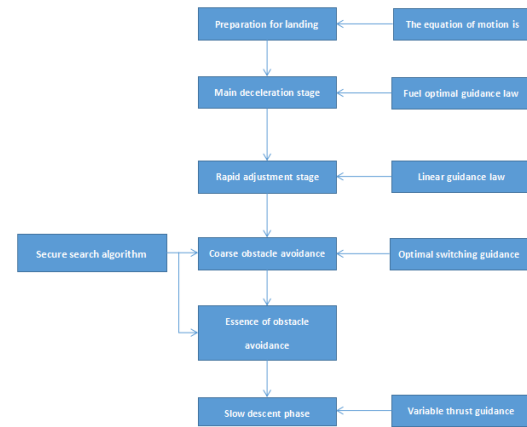 Preparation for landing
The equation of motion is
Main deceleration stage
Fuel optimal guidance law
Rapid adjustment stage
Linear guidance law
Secure search algorithm
Coarse obstacle avoidance
Optimal switching guidance
Essence of obstacle
avoidance
Slow descent phase
Variable thrust guidance